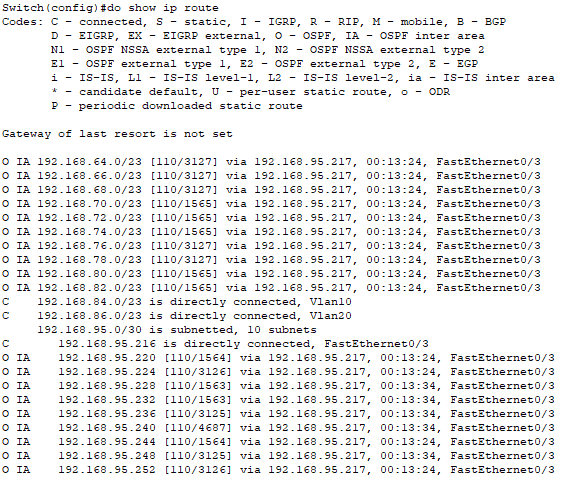 Switch(config)#do show ip route
Codes: C - connected, S - static, I - IGRP, R - RIP, M - mobile, B - BGP
D - EIGRP, EX - EIGRP external, O - OSPF, IA - OSPF inter area
N1 - OSPF NSSA external type 1, N2 - OSPF NSSA external type 2
E1 - OSPF external type 1, E2 - OSPF external type 2, E - EGP
i - IS-IS, L1 - IS-IS level-1, L2 - IS-IS level-2, ia - IS-IS inter area
* - candidate default, U - per-user static route, o - ODR
P - periodic downloaded static route
Gateway of last resort is not set
O IA 192.168.64.0/23 [110/3127] via 192.168.95.217, 00:13:24, FastEthernet0/3
O IA 192.168.66.0/23 [110/3127] via 192.168.95.217, 00:13:24, FastEthernet0/3
O IA 192.168.68.0/23 [110/3127] via 192.168.95.217, 00:13:24, FastEthernet0/3
O IA 192.168.70.0/23 [110/1565] via 192.168.95.217, 00:13:24, FastEthernet0/3
O IA 192.168.72.0/23 [110/1565] via 192.168.95.217, 00:13:24, FastEthernet0/3
O IA 192.168.74.0/23 [110/1565] via 192.168.95.217, 00:13:24, FastEthernet0/3
O IA 192.168.76.0/23 [110/3127] via 192.168.95.217, 00:13:24, FastEthernet0/3
O IA 192.168.78.0/23 [110/3127] via 192.168.95.217, 00:13:24, FastEthernet0/3
O IA 192.168.80.0/23 [110/1565] via 192.168.95.217, 00:13:24, FastEthernet0/3
O IA 192.168.82.0/23 [110/1565] via 192.168.95.217, 00:13:24, FastEthernet0/3
C 192.168.84.0/23 is directly connected, Vlan10
C 192.168.86.0/23 is directly connected, Vlan20
192.168.95.0/30 is subnetted, 10 subnets
C 192.168.95.216 is directly connected, FastEthernet0/3
O IA 192.168.95.220 [110/1564] via 192.168.95.217, 00:13:24, FastEthernet0/3
O IA 192.168.95.224 [110/3126] via 192.168.95.217, 00:13:24, FastEthernet0/3
O IA 192.168.95.228 [110/1563] via 192.168.95.217, 00:13:34, FastEthernet0/3
O IA 192.168.95.232 [110/1563] via 192.168.95.217, 00:13:34, FastEthernet0/3
O IA 192.168.95.236 [110/3125] via 192.168.95.217, 00:13:34, FastEthernet0/3
O IA 192.168.95.240 [110/4687] via 192.168.95.217, 00:13:34, FastEthernet0/3
O IA 192.168.95.244 [110/1564] via 192.168.95.217, 00:13:24, FastEthernet0/3
O IA 192.168.95.248 [110/3125] via 192.168.95.217, 00:13:34, FastEthernet0/3
O IA 192.168.95.252 [110/3126] via 192.168.95.217, 00:13:24, FastEthernet0/3